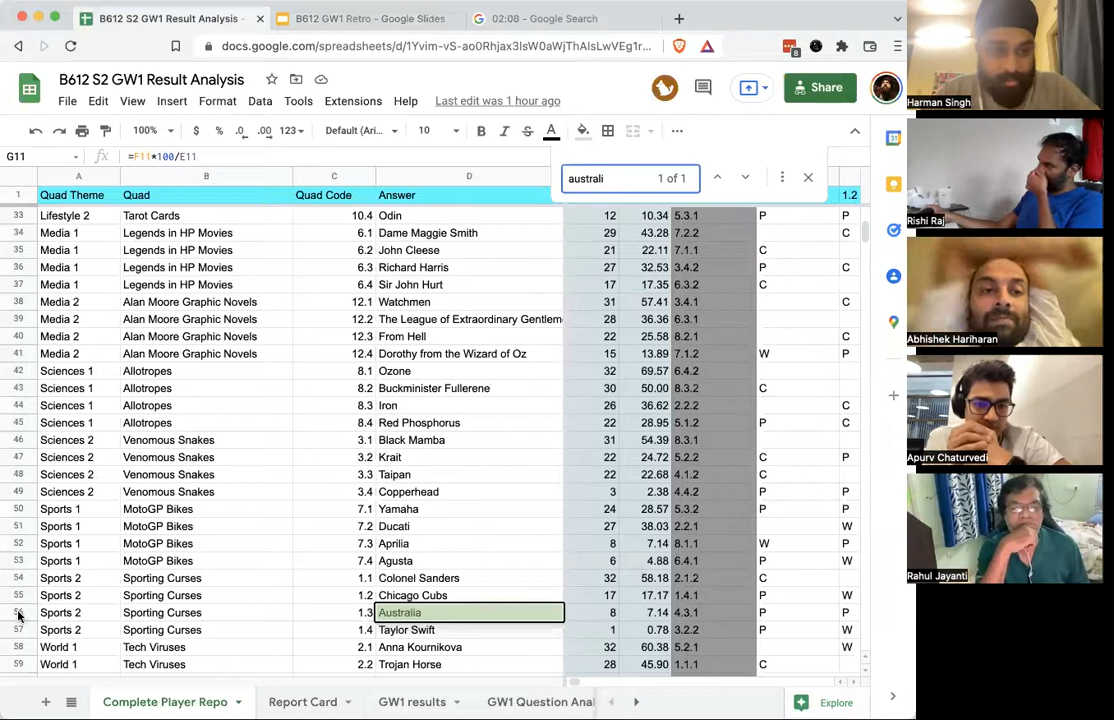 B612 S2 GW1 Result Analysis -
B612 GW1 Retro - Google Slides
02:08 - Google Search
docs.google.com/spreadsheets/d/1Yvim-vS-ao0Rhjax3IsW0aWjThAlsLwVEg1r...
8
B612 S2 GW1 Result Analysis
File Edit View Insert Format Data Tools Extensions Help Last edit was 1 hour ago
Share
100% $ % .0 .00 123 Default (Ari... 10 B I S A
G11 fx =F11*100/E11
australi 1 of 1
A B C D
1 Quad Theme Quad Quad Code Answer 1.2
33 Lifestyle 2 Tarot Cards 10.4 Odin 12 10.34 5.3.1 P P
34 Media 1 Legends in HP Movies 6.1 Dame Maggie Smith 29 43.28 7.2.2 C
35 Media 1 Legends in HP Movies 6.2 John Cleese 21 22.11 7.1.1 C
36 Media 1 Legends in HP Movies 6.3 Richard Harris 27 32.53 3.4.2 P C
37 Media 1 Legends in HP Movies 6.4 Sir John Hurt 17 17.35 6.3.2 C
38 Media 2 Alan Moore Graphic Novels 12.1 Watchmen 31 57.41 3.4.1 C
39 Media 2 Alan Moore Graphic Novels 12.2 The League of Extraordinary Gentlem 28 36.36 6.3.1
40 Media 2 Alan Moore Graphic Novels 12.3 From Hell 22 25.58 8.2.1 C
41 Media 2 Alan Moore Graphic Novels 12.4 Dorothy from the Wizard of Oz 15 13.89 7.1.2 W P
42 Sciences 1 Allotropes 8.1 Ozone 32 69.57 6.4.2
43 Sciences 1 Allotropes 8.2 Buckminister Fullerene 30 50.00 8.3.2 C
44 Sciences 1 Allotropes 8.3 Iron 26 36.62 2.2.2 C
45 Sciences 1 Allotropes 8.4 Red Phosphorus 22 28.95 5.1.2 P C
46 Sciences 2 Venomous Snakes 3.1 Black Mamba 31 54.39 8.3.1
47 Sciences 2 Venomous Snakes 3.2 Krait 22 24.72 5.2.2 C P
48 Sciences 2 Venomous Snakes 3.3 Taipan 22 22.68 4.1.2 C
49 Sciences 2 Venomous Snakes 3.4 Copperhead 3 2.38 4.4.2 P P
50 Sports 1 MotoGP Bikes 7.1 Yamaha 24 28.57 5.3.2 P P
51 Sports 1 MotoGP Bikes 7.2 Ducati 27 38.03 2.2.1 W
52 Sports 1 MotoGP Bikes 7.3 Aprilia 8 7.14 8.1.1 W P
53 Sports 1 MotoGP Bikes 7.4 Agusta 6 4.88 6.4.1 P W
54 Sports 2 Sporting Curses 1.1 Colonel Sanders 32 58.18 2.1.2 C
55 Sports 2 Sporting Curses 1.2 Chicago Cubs 17 17.17 1.4.1 P W
56 Sports 2 Sporting Curses 1.3 Australia 8 7.14 4.3.1 P P
57 Sports 2 Sporting Curses 1.4 Taylor Swift 1 0.78 3.2.2 P W
58 World 1 Tech Viruses 2.1 Anna Kournikova 32 60.38 5.2.1 W
59 World 1 Tech Viruses 2.2 Trojan Horse 28 45.90 1.1.1 C
Complete Player Repo Report Card GW1 results GW1 Question Anal Explore
31
Harman Singh
Rishi Raj
Abhishek Hariharan
Apurv Chaturvedi
Rahul Jayanti